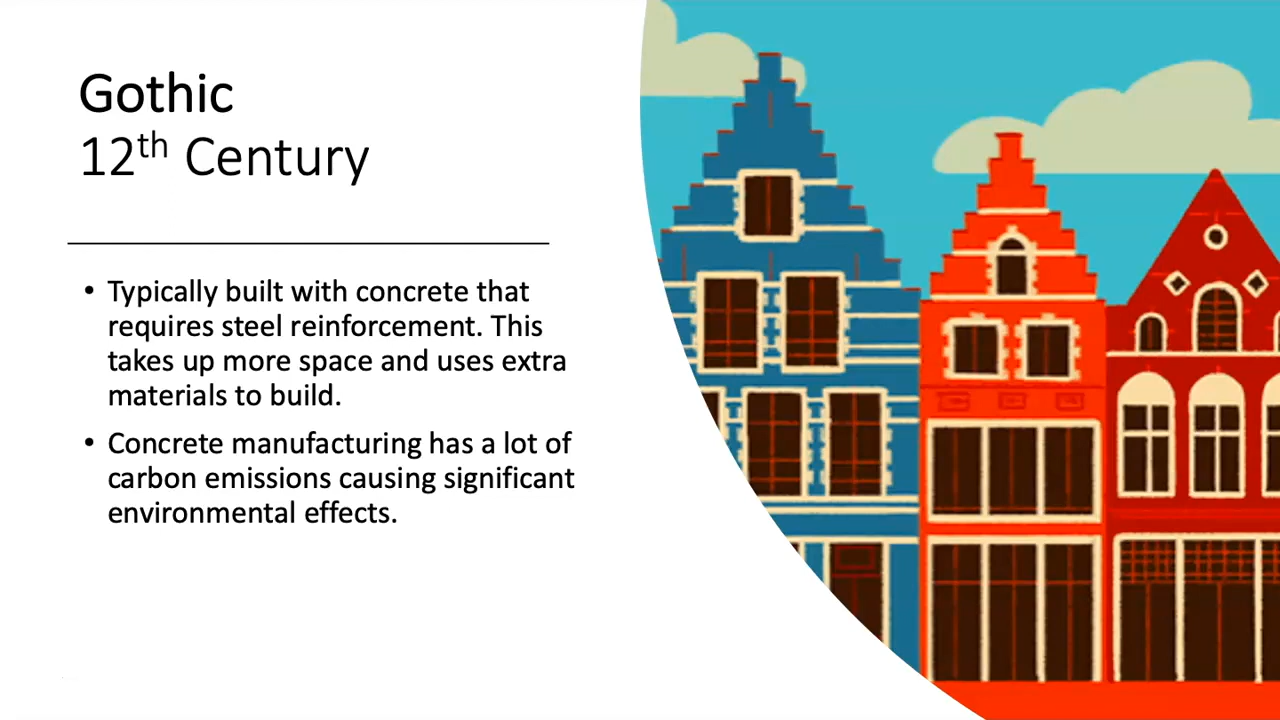 Gothic
12th Century
• Typically built with concrete that
requires steel reinforcement. This
takes up more space and uses extra
materials to build.
• Concrete manufacturing has a lot of
carbon emissions causing significant
environmental effects.